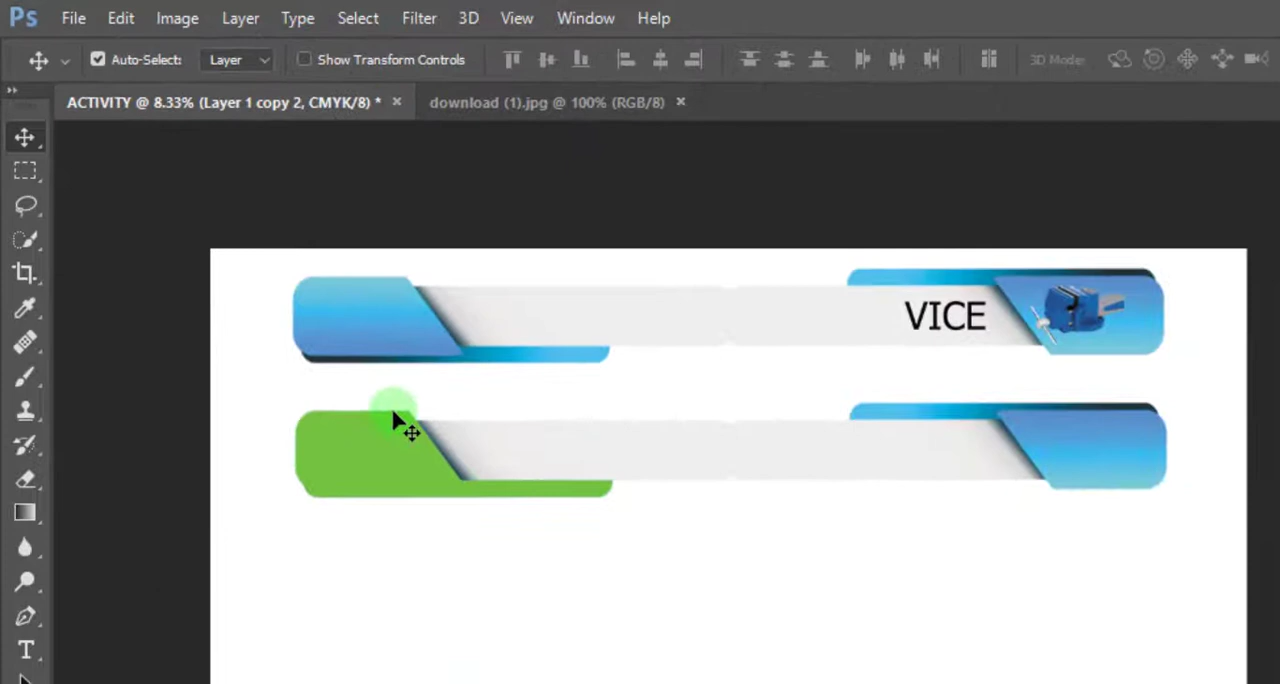 Ps File Edit Image Layer Type Select Filter 3D View Window Help
Auto-Select: Layer Show Transform Controls 3D Mode:
ACTIVITY @ 8.33% (Layer 1 copy 2, CMYK/8) * × download (1).jpg @ 100% (RGB/8) ×
VICE
T